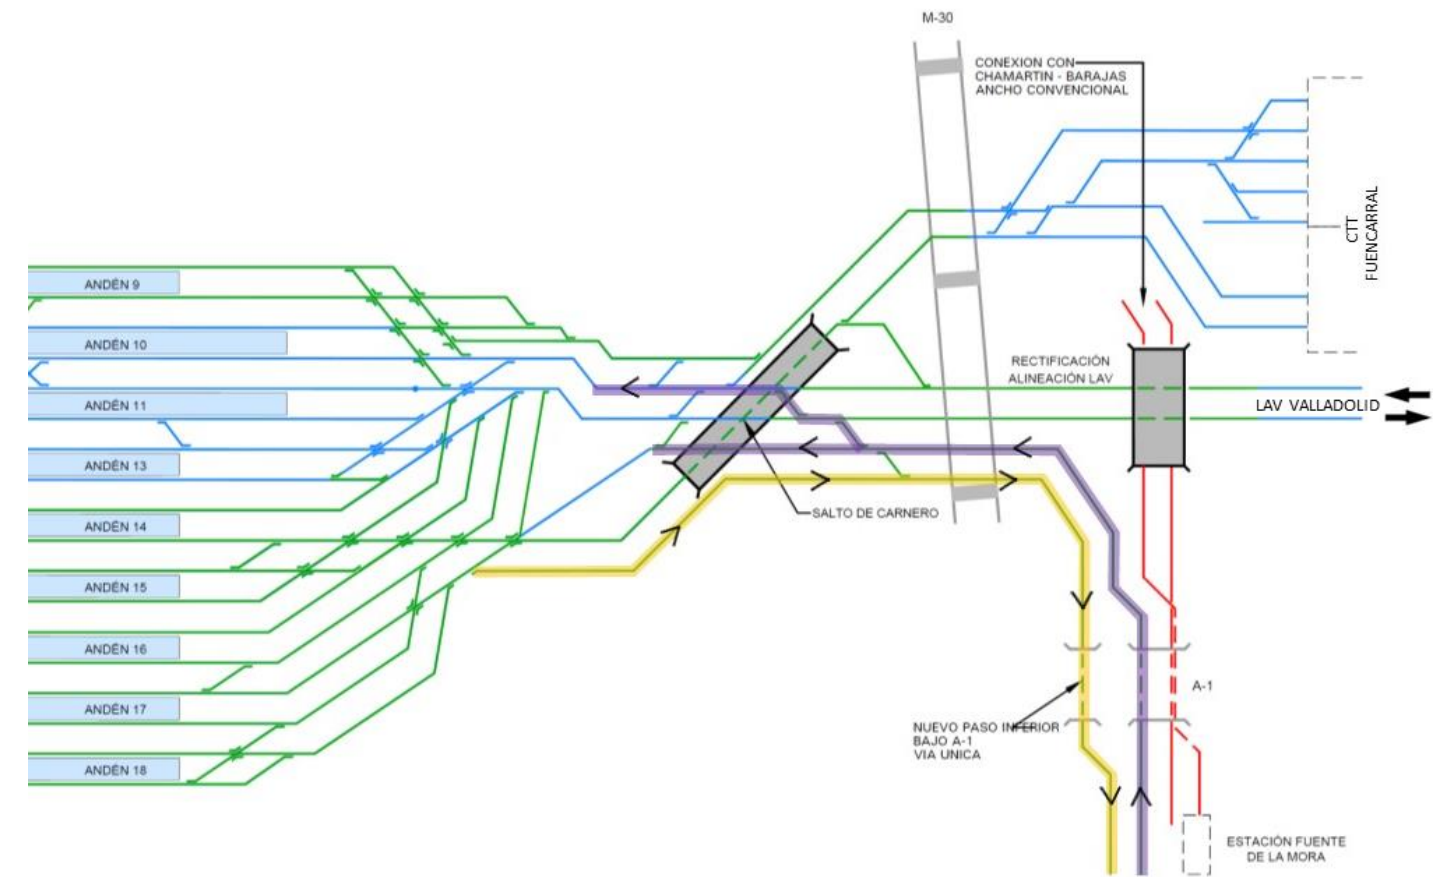 M-30
CONEXION CON
CHAMARTIN - BARAJAS
ANCHO CONVENCIONAL
CTT
FUENCARRAL
ANDÉN 9
ANDÉN 10
RECTIFICACIÓN
ALINEACIÓN LAV
ANDÉN 11
LAV VALLADOLID
ANDÉN 13
SALTO DE CARNERO
ANDÉN 14
ANDÉN 15
ANDÉN 16
A-1
ANDÉN 17
NUEVO PASO INFERIOR
BAJO A-1
VIA UNICA
ANDÉN 18
ESTACIÓN FUENTE
DE LA MORA